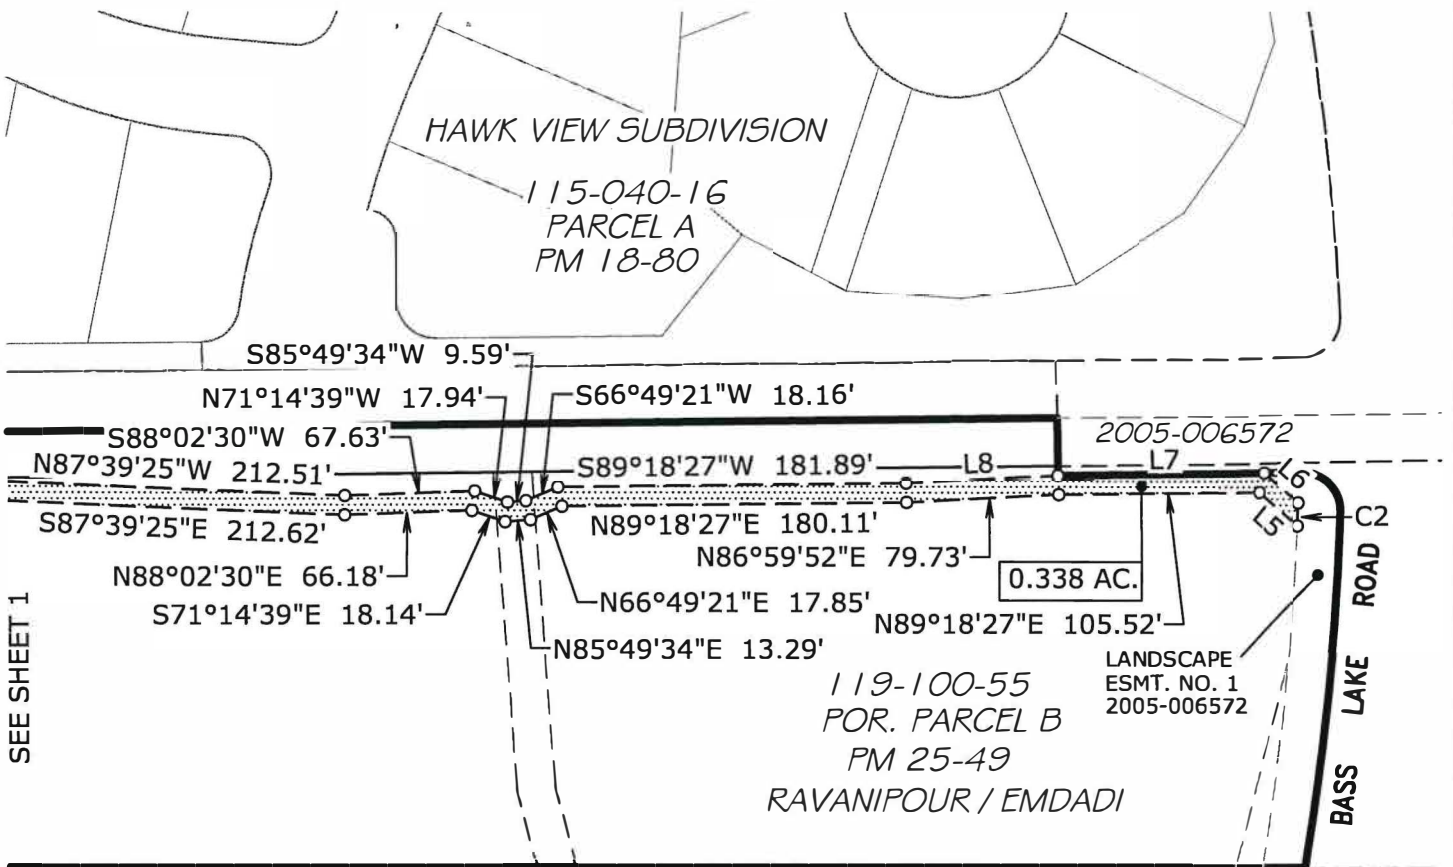 HAWK VIEW SUBDIVISION
115-040-16
PARCEL A
PM 18-80
S85°49'34"W 9.59'
N71°14'39"W 17.94'
S66°49'21"W 18.16'
S88°02'30"W 67.63'
2005-006572
N87°39'25"W 212.51'
S89°18'27"W 181.89'
L8
L7
L6
S87°39'25"E 212.62'
N89°18'27"E 180.11'
L5
C2
N86°59'52"E 79.73'
N88°02'30"E 66.18'
0.338 AC.
S71°14'39"E 18.14'
N66°49'21"E 17.85'
N89°18'27"E 105.52'
N85°49'34"E 13.29'
SEE SHEET 1
LANDSCAPE
ESMT. NO. 1
2005-006572
119-100-55
POR. PARCEL B
PM 25-49
RAVANIPOUR / EMDADI
BASS LAKE ROAD